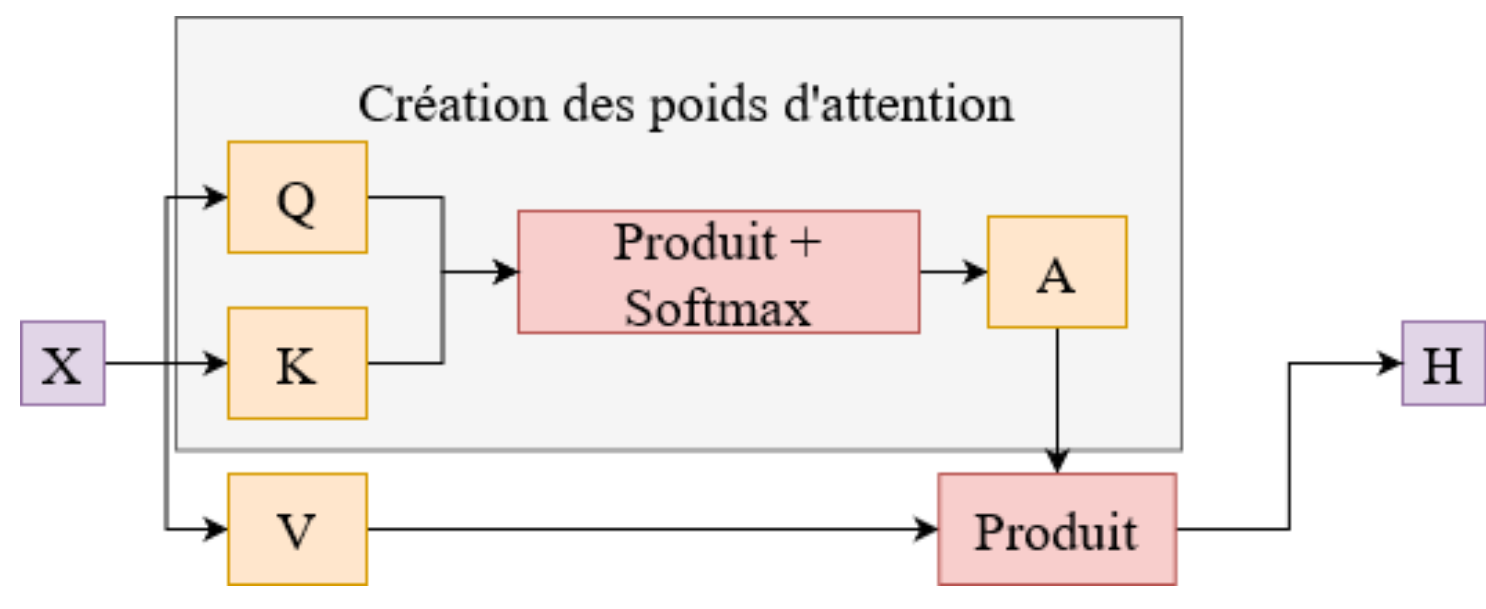 Création des poids d'attention
Q
Produit +
Softmax
A
X
K
H
V
Produit